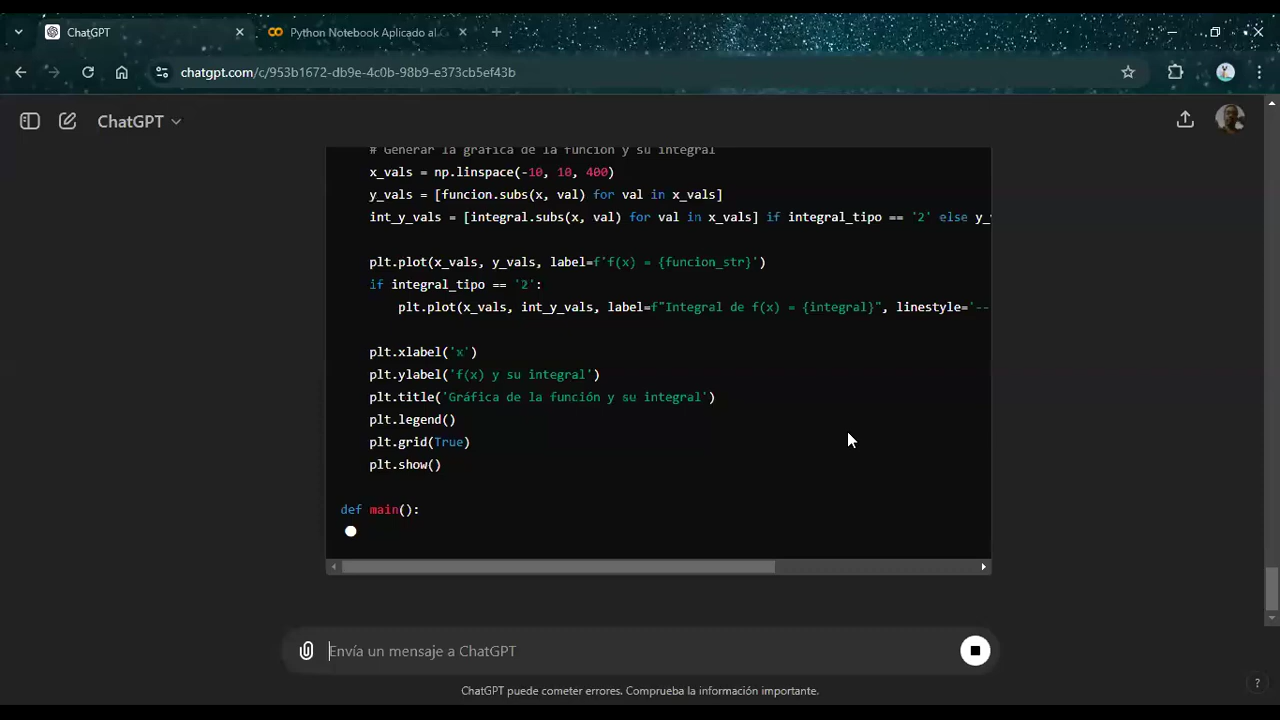 ChatGPT
Python Notebook Aplicado al
chatgpt.com/c/953b1672-db9e-4c0b-98b9-e373cb5ef43b
ChatGPT
# Generar la gráfica de la función y su integral
x_vals = np.linspace(-10, 10, 400)
y_vals = [funcion.subs(x, val) for val in x_vals]
int_y_vals = [integral.subs(x, val) for val in x_vals] if integral_tipo == '2' else y_
plt.plot(x_vals, y_vals, label=f'f(x) = {funcion_str}')
if integral_tipo == '2':
plt.plot(x_vals, int_y_vals, label=f"Integral de f(x) = {integral}", linestyle='--
plt.xlabel('x')
plt.ylabel('f(x) y su integral')
plt.title('Gráfica de la función y su integral')
plt.legend()
plt.grid(True)
plt.show()
def main():
Envía un mensaje a ChatGPT
ChatGPT puede cometer errores. Comprueba la información importante.
?